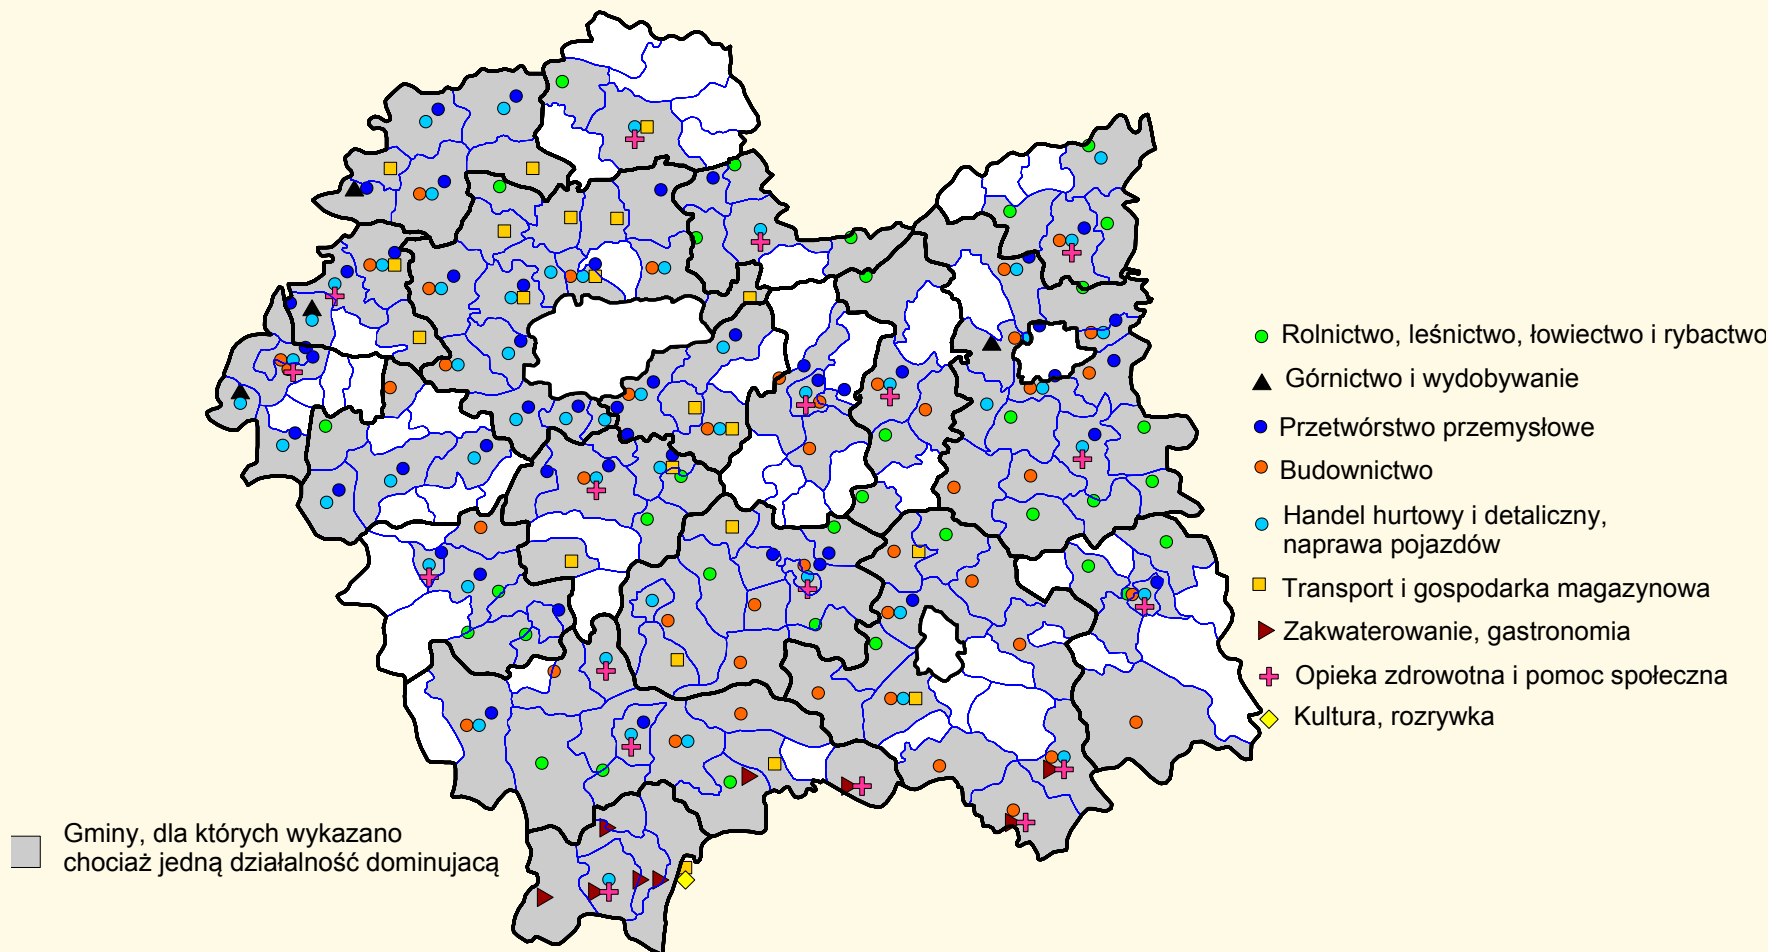 Rolnictwo, leśnictwo, łowiectwo i rybactwo
Górnictwo i wydobywanie
Przetwórstwo przemysłowe
Budownictwo
Handel hurtowy i detaliczny,
naprawa pojazdów
Transport i gospodarka magazynowa
Zakwaterowanie, gastronomia
Opieka zdrowotna i pomoc społeczna
Kultura, rozrywka
Gminy, dla których wykazano
chociaż jedną działalność dominujacą